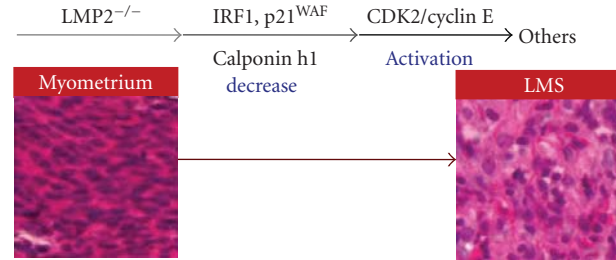 LMP2−/− IRF1, p21WAF CDK2/cyclin E
Others
Calponin h1 Activation
decrease
Myometrium LMS